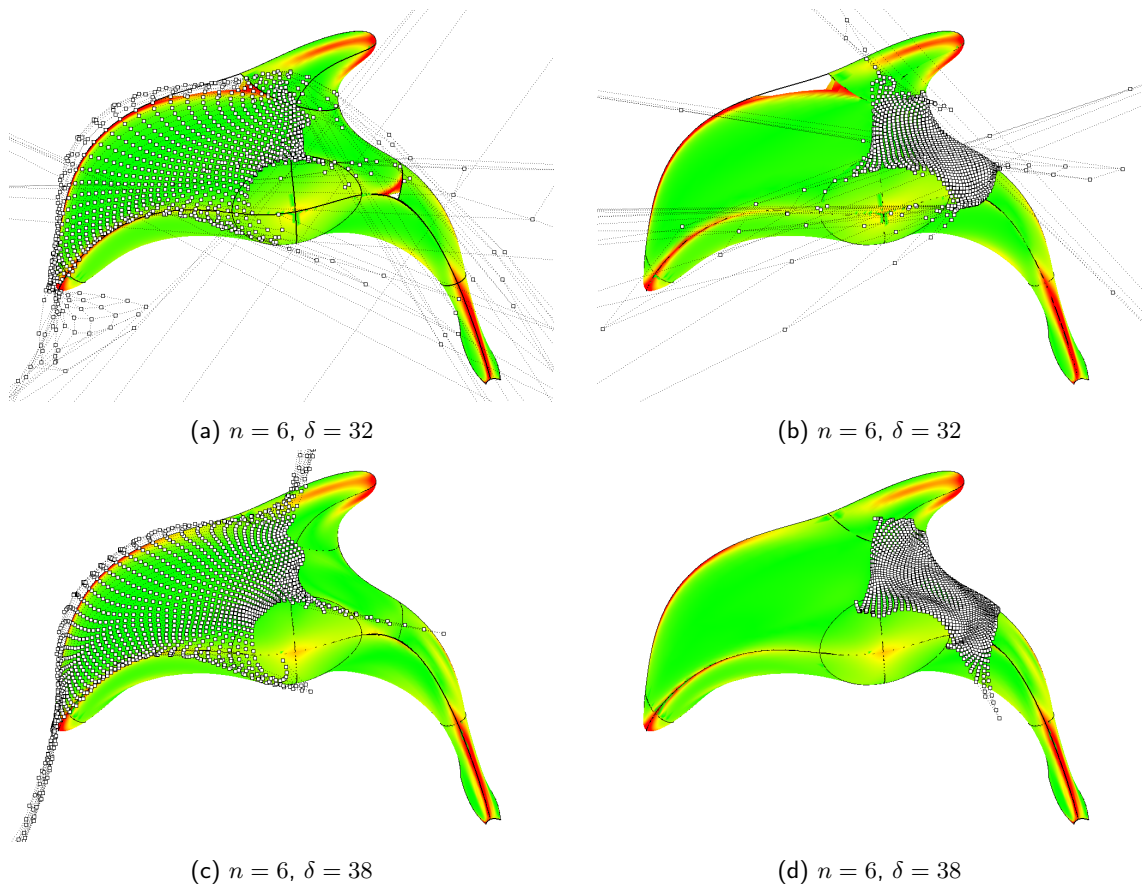 (a) n = 6, δ = 32
(b) n = 6, δ = 32
(c) n = 6, δ = 38
(d) n = 6, δ = 38